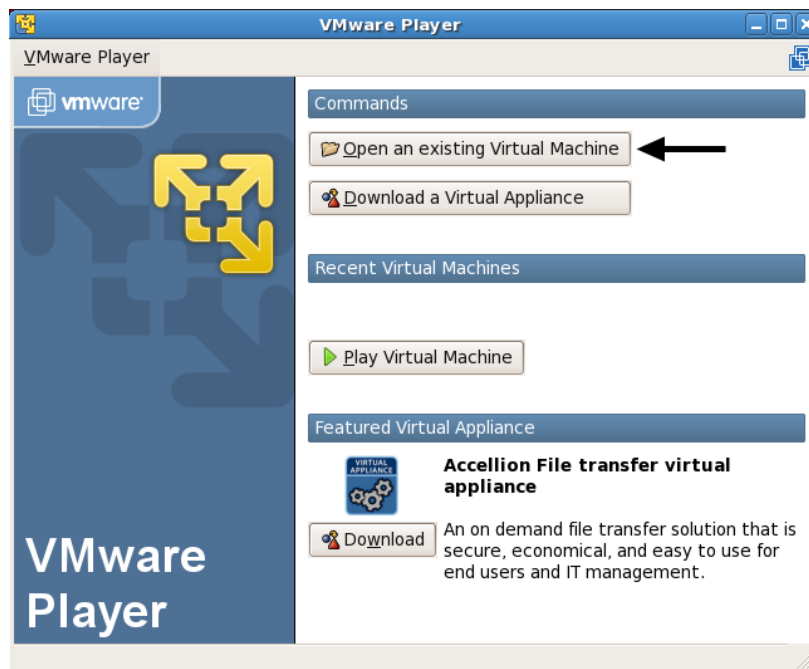 VMware Player
VMware Player
vmware
Commands
Open an existing Virtual Machine
Download a Virtual Appliance
Recent Virtual Machines
Play Virtual Machine
Featured Virtual Appliance
VIRTUAL
APPLIANCE
Accellion File transfer virtual
appliance
Download
An on demand file transfer solution that is
secure, economical, and easy to use for
end users and IT management.
VMware
Player